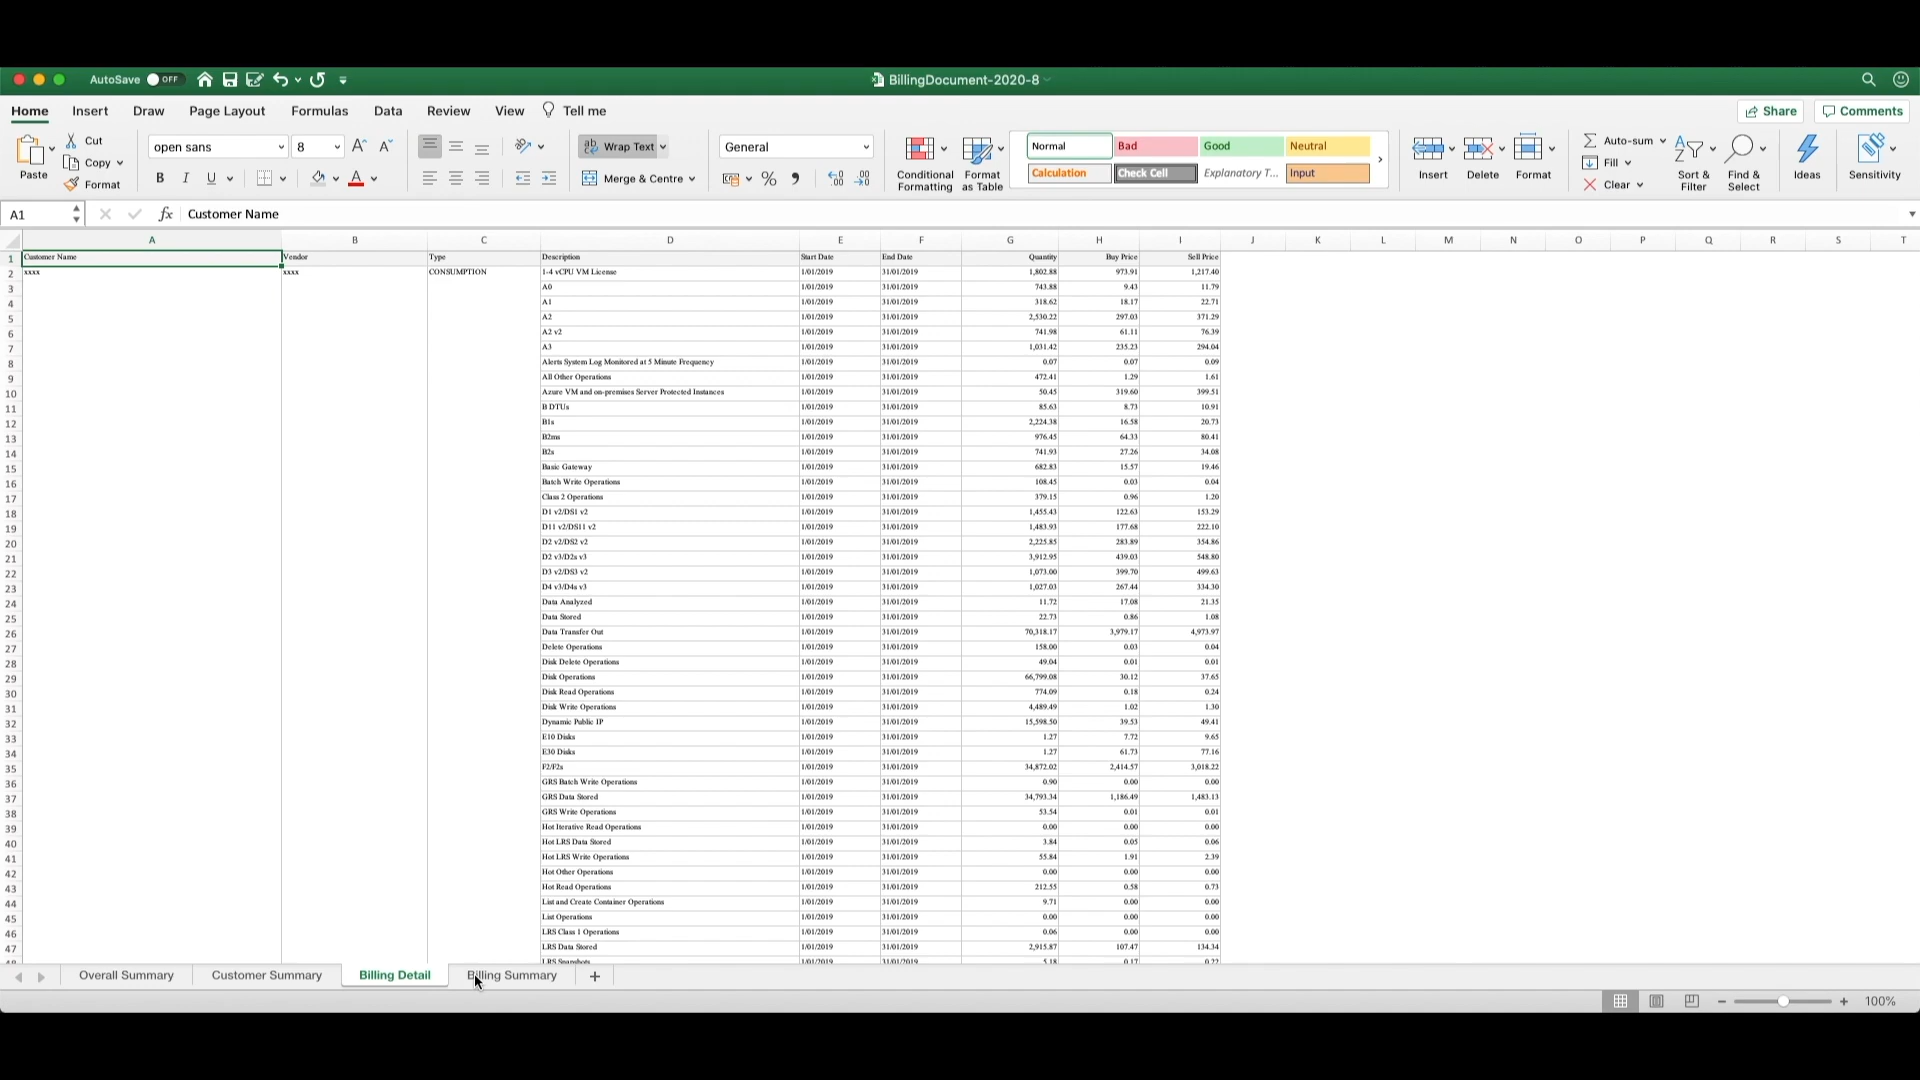 AutoSave OFF BillingDocument-2020-8
Home Insert Draw Page Layout Formulas Data Review View Tell me Share Comments
Paste Cut Copy Format
open sans 8 A^ A˅
B I U A
Wrap Text
Merge & Centre
General
% 9
Conditional Formatting Format as Table
Normal Bad Good Neutral
Calculation Check Cell Explanatory T... Input
Insert Delete Format
Auto-sum Fill Clear
Sort & Filter Find & Select Ideas Sensitivity
A1 fx Customer Name
A B C D E F G H I J K L M N O P Q R S T
1 Customer Name Vendor Type Description Start Date End Date Quantity Buy Price Sell Price
2 xxxx xxxx CONSUMPTION 1-4 vCPU VM License 1/01/2019 31/01/2019 1,802.88 973.91 1,217.40
3 A0 1/01/2019 31/01/2019 743.88 9.43 11.79
4 A1 1/01/2019 31/01/2019 318.62 18.17 22.71
5 A2 1/01/2019 31/01/2019 2,530.22 297.03 371.29
6 A2 v2 1/01/2019 31/01/2019 741.98 61.11 76.39
7 A3 1/01/2019 31/01/2019 1,031.42 235.23 294.04
8 Alerts System Log Monitored at 5 Minute Frequency 1/01/2019 31/01/2019 0.07 0.07 0.09
9 All Other Operations 1/01/2019 31/01/2019 472.41 1.29 1.61
10 Azure VM and on-premises Server Protected Instances 1/01/2019 31/01/2019 50.45 319.60 399.51
11 B DTUs 1/01/2019 31/01/2019 85.63 8.73 10.91
12 B1s 1/01/2019 31/01/2019 2,224.38 16.58 20.73
13 B2ms 1/01/2019 31/01/2019 976.45 64.33 80.41
14 B2s 1/01/2019 31/01/2019 741.93 27.26 34.08
15 Basic Gateway 1/01/2019 31/01/2019 682.83 15.57 19.46
16 Batch Write Operations 1/01/2019 31/01/2019 108.45 0.03 0.04
17 Class 2 Operations 1/01/2019 31/01/2019 379.15 0.96 1.20
18 D1 v2/DS1 v2 1/01/2019 31/01/2019 1,455.43 122.63 153.29
19 D11 v2/DS11 v2 1/01/2019 31/01/2019 1,483.93 177.68 222.10
20 D2 v2/DS2 v2 1/01/2019 31/01/2019 2,225.85 283.89 354.86
21 D2 v3/D2s v3 1/01/2019 31/01/2019 3,912.95 439.03 548.80
22 D3 v2/DS3 v2 1/01/2019 31/01/2019 1,073.00 399.70 499.63
23 D4 v3/D4s v3 1/01/2019 31/01/2019 1,027.03 267.44 334.30
24 Data Analyzed 1/01/2019 31/01/2019 11.72 17.08 21.35
25 Data Stored 1/01/2019 31/01/2019 22.73 0.86 1.08
26 Data Transfer Out 1/01/2019 31/01/2019 70,318.17 3,979.17 4,973.97
27 Delete Operations 1/01/2019 31/01/2019 158.00 0.03 0.04
28 Disk Delete Operations 1/01/2019 31/01/2019 49.04 0.01 0.01
29 Disk Operations 1/01/2019 31/01/2019 66,799.08 30.12 37.65
30 Disk Read Operations 1/01/2019 31/01/2019 774.09 0.18 0.24
31 Disk Write Operations 1/01/2019 31/01/2019 4,489.49 1.02 1.30
32 Dynamic Public IP 1/01/2019 31/01/2019 15,598.50 39.53 49.41
33 E10 Disks 1/01/2019 31/01/2019 1.27 7.72 9.65
34 E30 Disks 1/01/2019 31/01/2019 1.27 61.73 77.16
35 F2/F2s 1/01/2019 31/01/2019 34,872.02 2,414.57 3,018.22
36 GRS Batch Write Operations 1/01/2019 31/01/2019 0.90 0.00 0.00
37 GRS Data Stored 1/01/2019 31/01/2019 34,793.34 1,186.49 1,483.13
38 GRS Write Operations 1/01/2019 31/01/2019 53.54 0.01 0.01
39 Hot Iterative Read Operations 1/01/2019 31/01/2019 0.00 0.00 0.00
40 Hot LRS Data Stored 1/01/2019 31/01/2019 3.84 0.05 0.06
41 Hot LRS Write Operations 1/01/2019 31/01/2019 55.84 1.91 2.39
42 Hot Other Operations 1/01/2019 31/01/2019 0.00 0.00 0.00
43 Hot Read Operations 1/01/2019 31/01/2019 212.55 0.58 0.73
44 List and Create Container Operations 1/01/2019 31/01/2019 9.71 0.00 0.00
45 List Operations 1/01/2019 31/01/2019 0.00 0.00 0.00
46 LRS Class 1 Operations 1/01/2019 31/01/2019 0.06 0.00 0.00
47 LRS Data Stored 1/01/2019 31/01/2019 2,915.87 107.47 134.34
48 LRS Snapshots 1/01/2019 31/01/2019 5.18 0.17 0.22
Overall Summary Customer Summary Billing Detail Billing Summary +
100%